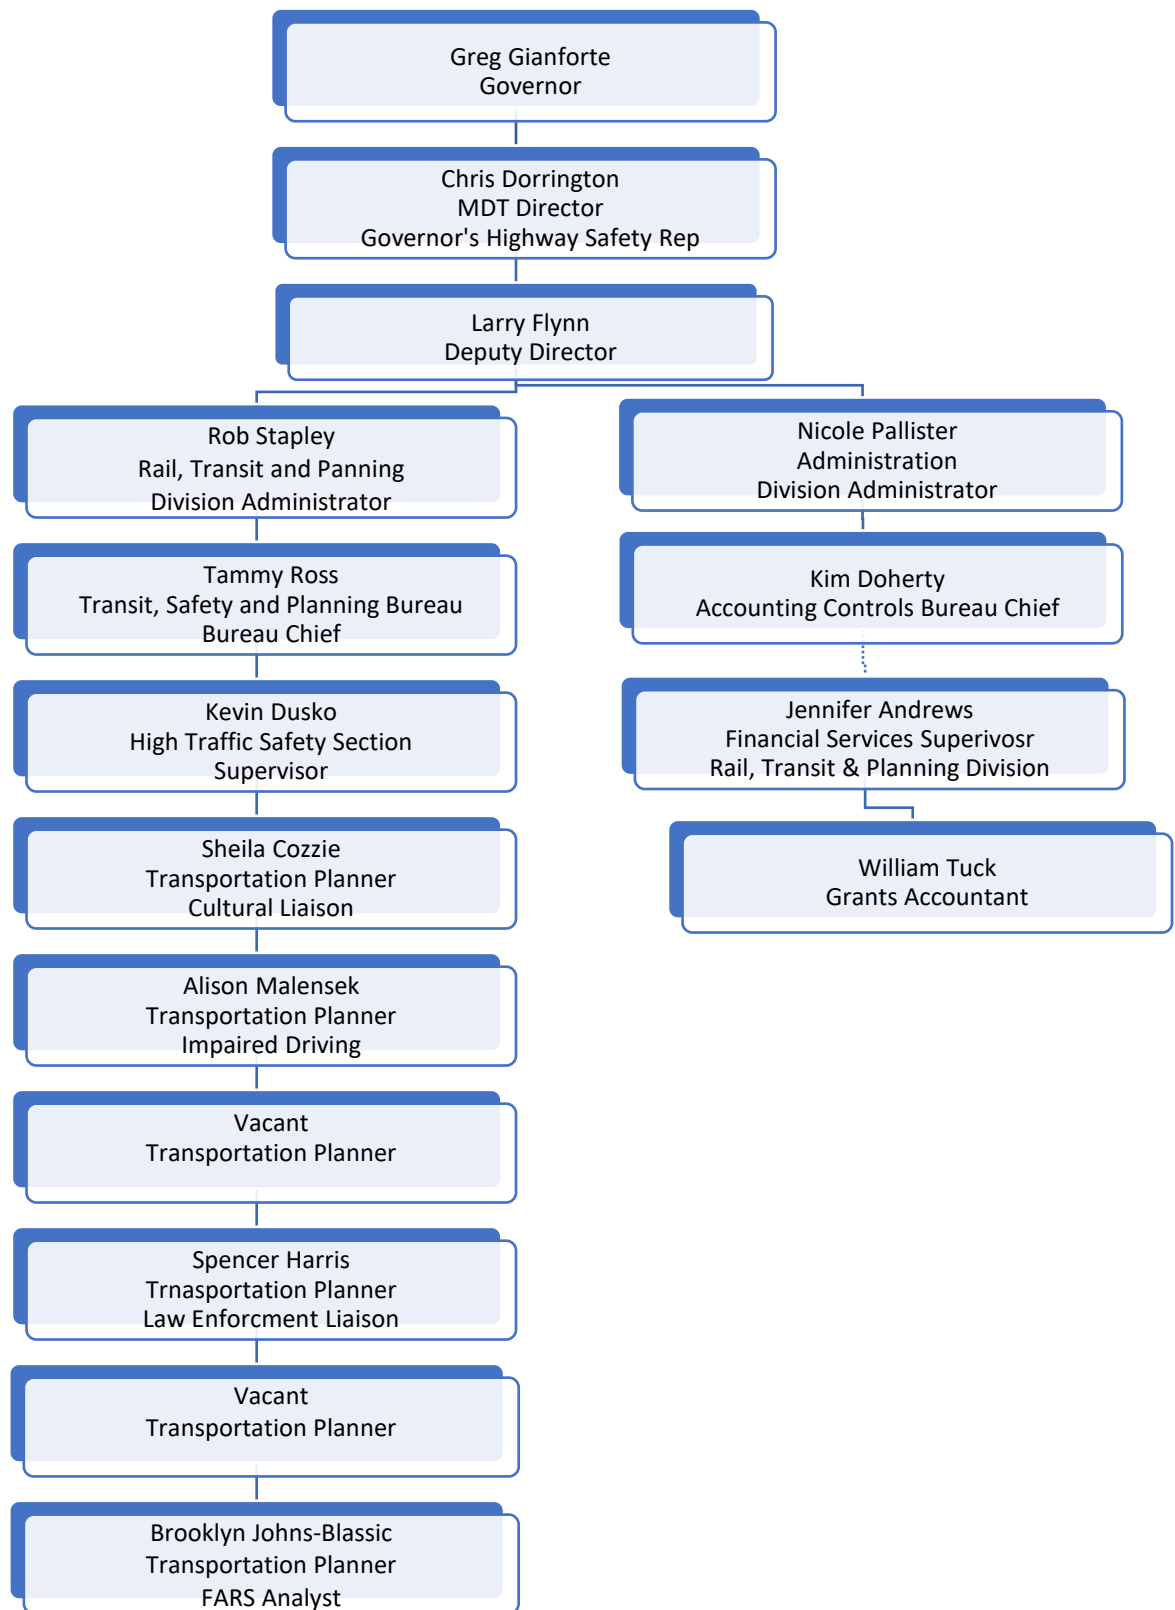 Greg Gianforte
Governor
Chris Dorrington
MDT Director
Governor's Highway Safety Rep
Larry Flynn
Deputy Director
Rob Stapley
Rail, Transit and Panning
Division Administrator
Nicole Pallister
Administration
Division Administrator
Tammy Ross
Transit, Safety and Planning Bureau
Bureau Chief
Kim Doherty
Accounting Controls Bureau Chief
Kevin Dusko
High Traffic Safety Section
Supervisor
Jennifer Andrews
Financial Services Superivosr
Rail, Transit & Planning Division
Sheila Cozzie
Transportation Planner
Cultural Liaison
William Tuck
Grants Accountant
Alison Malensek
Transportation Planner
Impaired Driving
Vacant
Transportation Planner
Spencer Harris
Trnasportation Planner
Law Enforcment Liaison
Vacant
Transportation Planner
Brooklyn Johns-Blassic
Transportation Planner
FARS Analyst